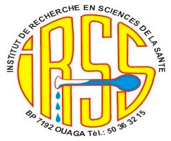 INSTITUT DE RECHERCHE EN SCIENCES DE LA SANTE
iRSS
BP 7192 OUAGA Tél.: 50 36 32 15